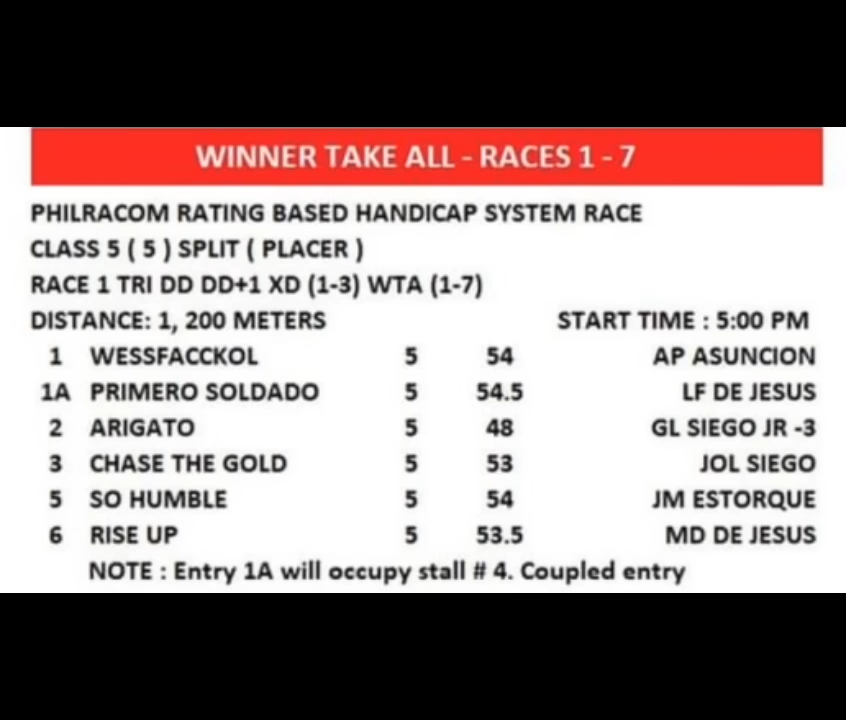 WINNER TAKE ALL - RACES 1 - 7
PHILRACOM RATING BASED HANDICAP SYSTEM RACE
CLASS 5 ( 5 ) SPLIT ( PLACER )
RACE 1 TRI DD DD+1 XD (1-3) WTA (1-7)
DISTANCE: 1, 200 METERS START TIME : 5:00 PM
1 WESSFACCKOL 5 54 AP ASUNCION
1A PRIMERO SOLDADO 5 54.5 LF DE JESUS
2 ARIGATO 5 48 GL SIEGO JR -3
3 CHASE THE GOLD 5 53 JOL SIEGO
5 SO HUMBLE 5 54 JM ESTORQUE
6 RISE UP 5 53.5 MD DE JESUS
NOTE : Entry 1A will occupy stall # 4. Coupled entry